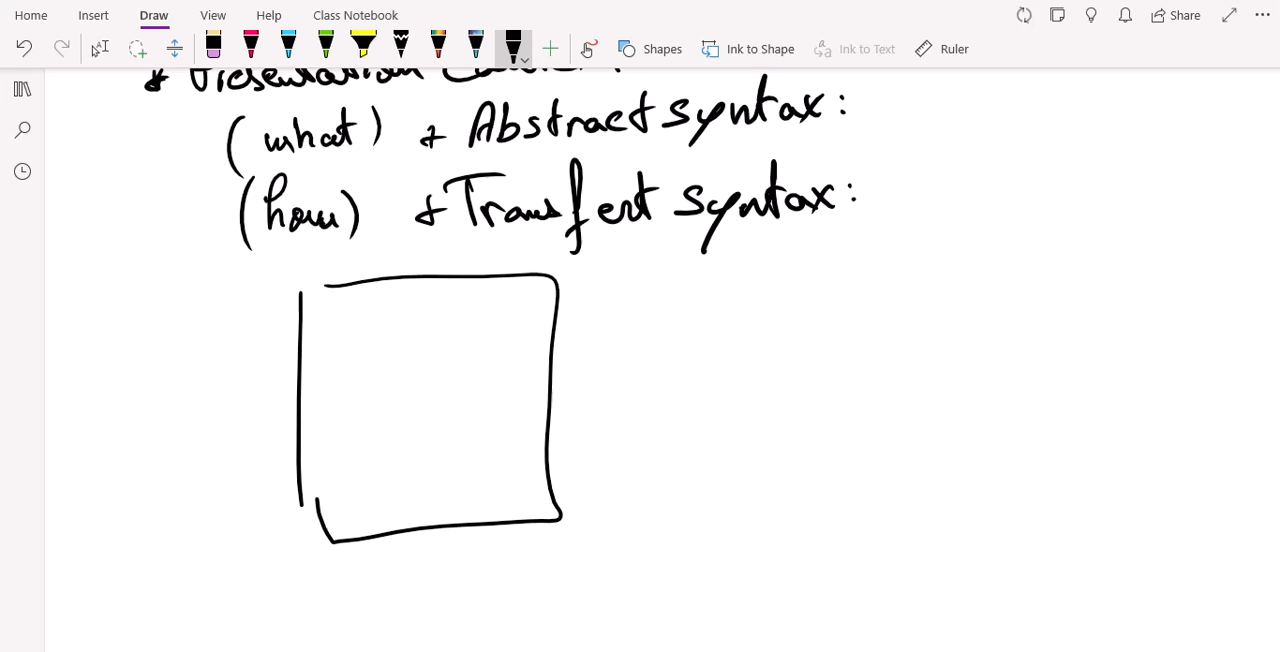 Home Insert Draw View Help Class Notebook Share
Shapes Ink to Shape Ink to Text Ruler
+ Presentation
(what) + Abstract syntax:
(how) + Transfert syntax: